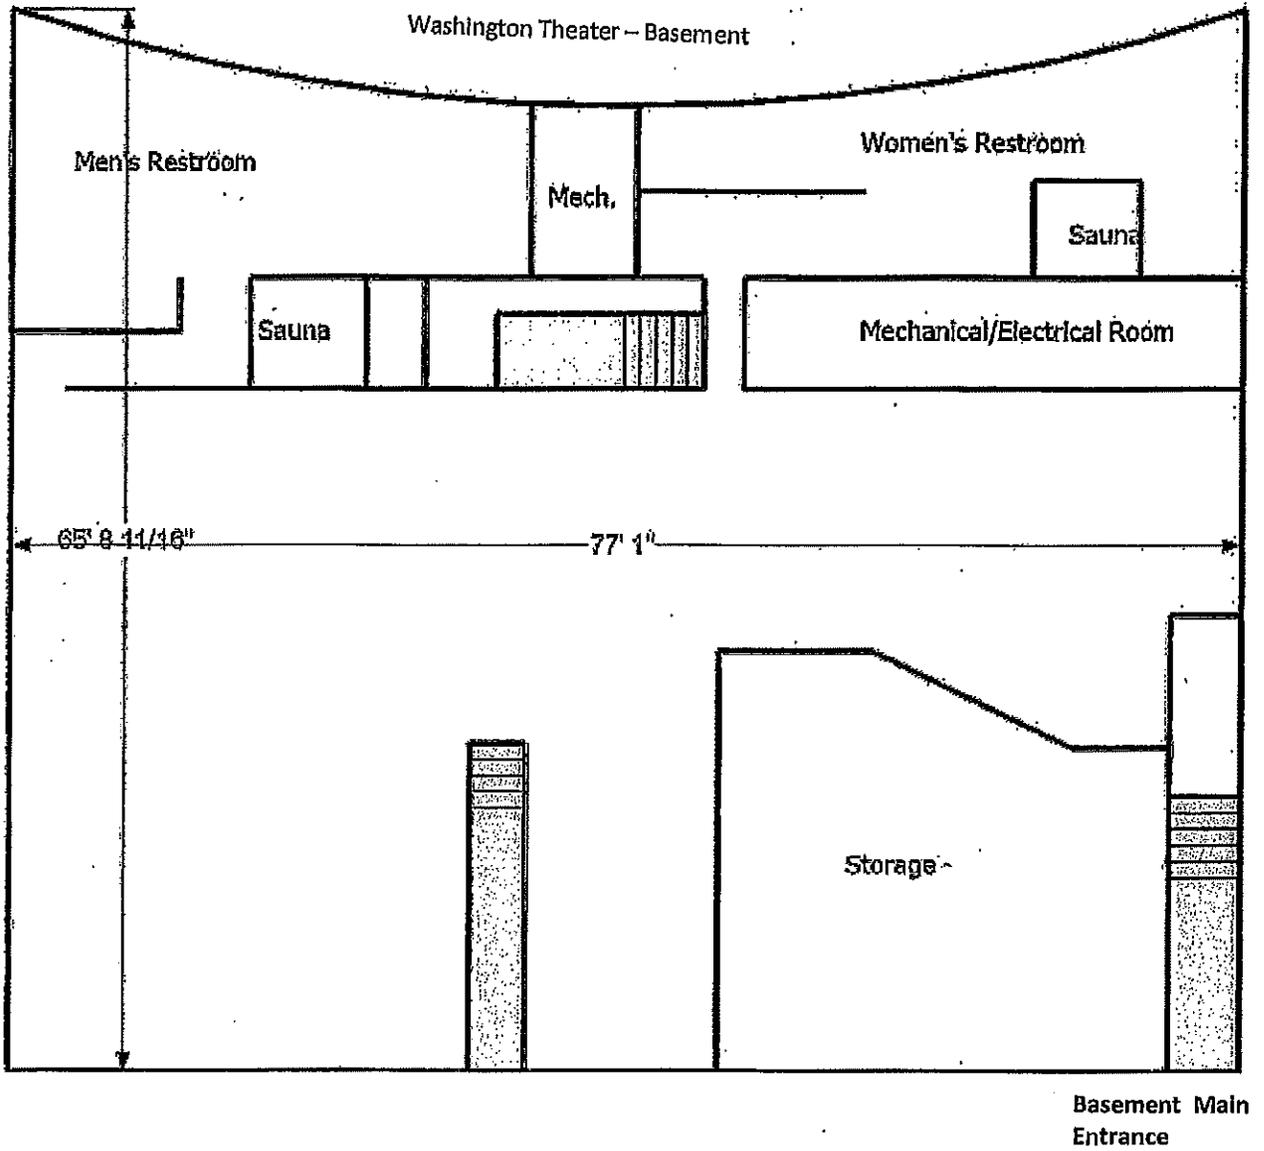 Washington Theater – Basement
Men's Restroom
Women's Restroom
Mech.
Sauna
Sauna
Mechanical/Electrical Room
65' 8 11/16"
77' 1"
Storage
Basement Main
Entrance